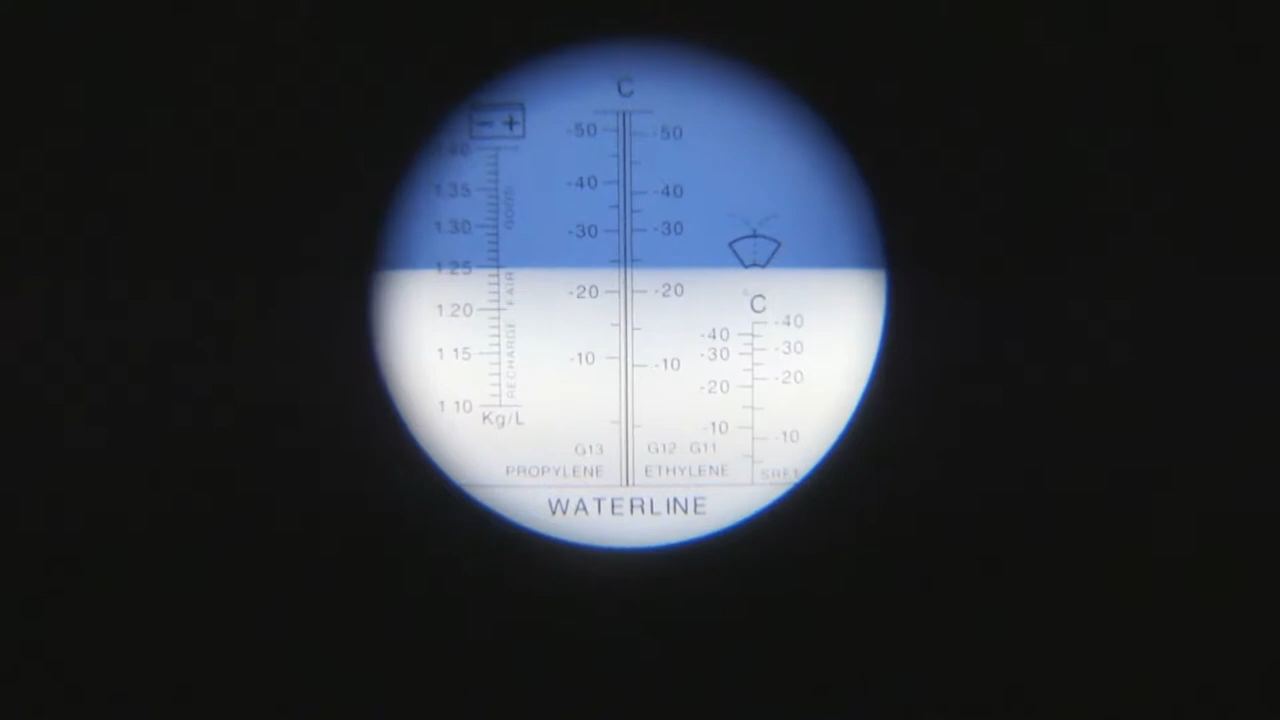 °C
- +
-50 -50
1.40
-40 -40
1.35
GOOD
1.30 -30 -30
1.25
FAIR
-20 -20
°C
1.20
-40 -40
RECHARGE
1.15 -30 -30
-10 -10
-20 -20
1.10
Kg/L
-10 -10
G13 G12 G11
PROPYLENE ETHYLENE
WATERLINE